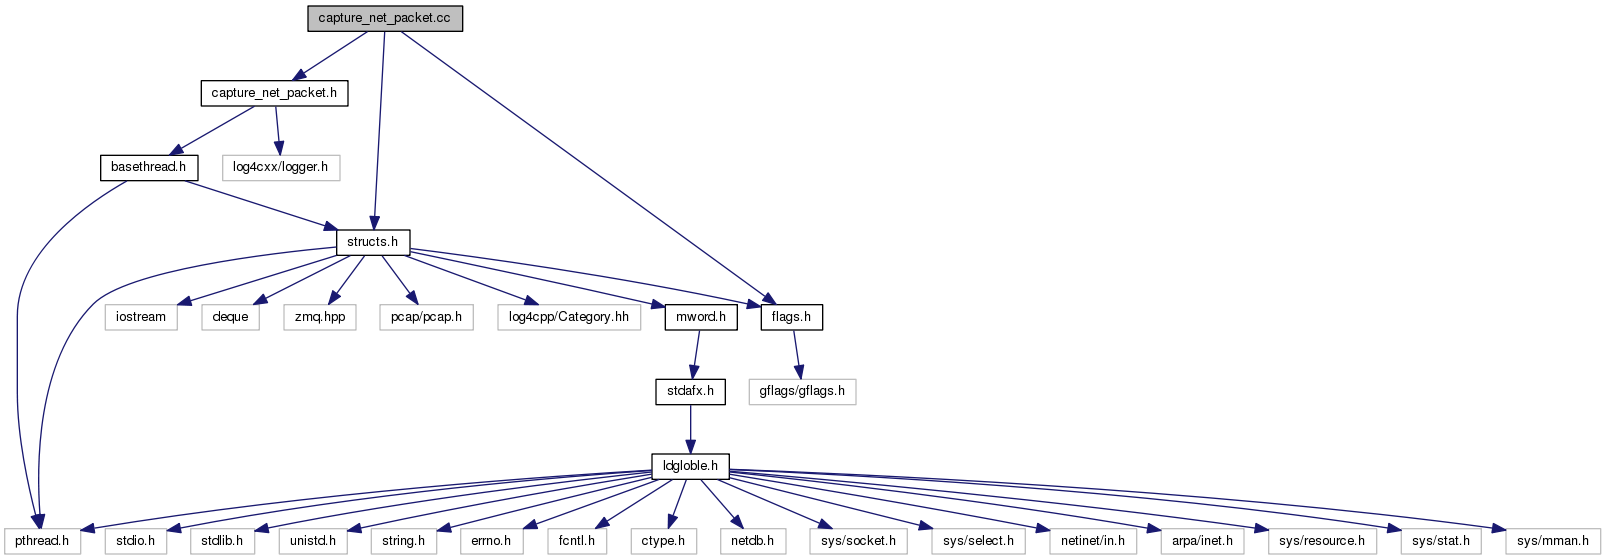 capture_net_packet.cc
capture_net_packet.h
basethread.h
log4cxx/logger.h
structs.h
iostream
deque
zmq.hpp
pcap/pcap.h
log4cpp/Category.hh
mword.h
flags.h
stdafx.h
gflags/gflags.h
ldgloble.h
pthread.h
stdio.h
stdlib.h
unistd.h
string.h
errno.h
fcntl.h
ctype.h
netdb.h
sys/socket.h
sys/select.h
netinet/in.h
arpa/inet.h
sys/resource.h
sys/stat.h
sys/mman.h